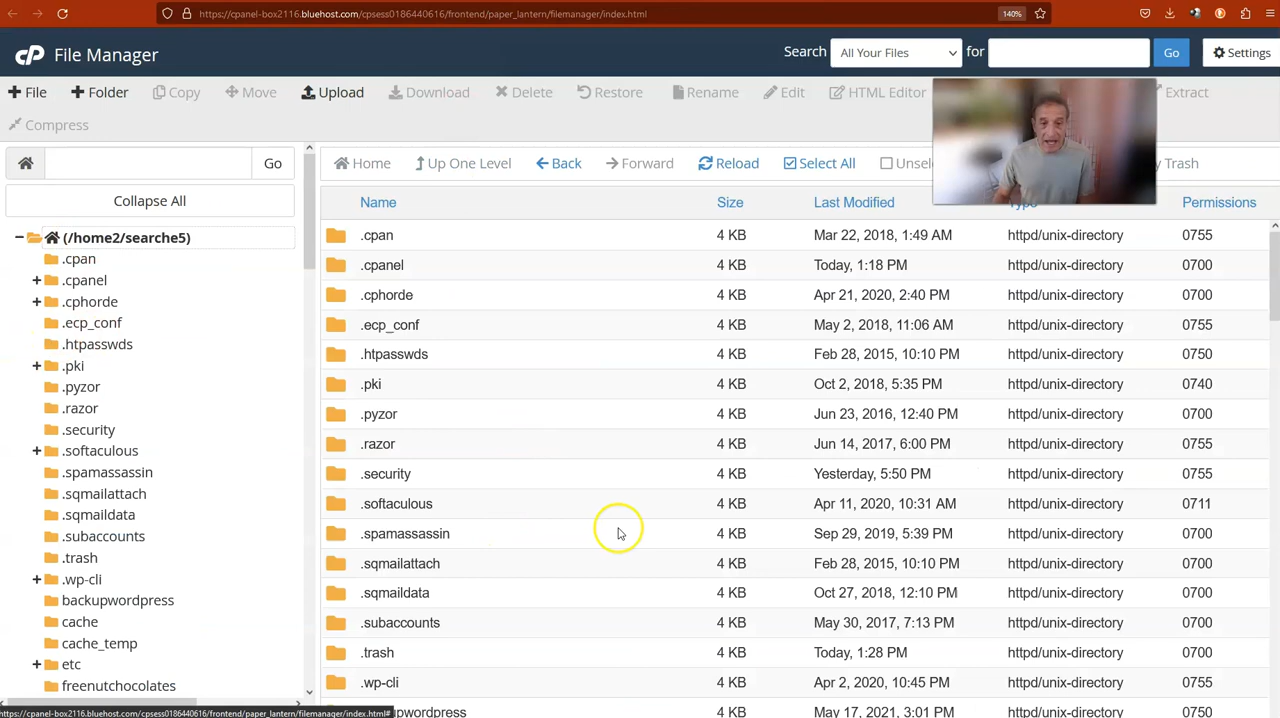 https://cpanel-box2116.bluehost.com/cpsess0186440616/frontend/paper_lantern/filemanager/index.html
140%
cP File Manager
Search All Your Files for Go Settings
File Folder Copy Move Upload Download Delete Restore Rename Edit HTML Editor Extract
Compress
Go
Home Up One Level Back Forward Reload Select All Trash
Collapse All
Name Size Last Modified Type Permissions
(/home2/searche5)
.cpan
.cpanel
.cphorde
.ecp_conf
.htpasswds
.pki
.pyzor
.razor
.security
.softaculous
.spamassassin
.sqmailattach
.sqmaildata
.subaccounts
.trash
.wp-cli
backupwordpress
cache
cache_temp
etc
freenutchocolates
.cpan 4 KB Mar 22, 2018, 1:49 AM httpd/unix-directory 0755
.cpanel 4 KB Today, 1:18 PM httpd/unix-directory 0700
.cphorde 4 KB Apr 21, 2020, 2:40 PM httpd/unix-directory 0700
.ecp_conf 4 KB May 2, 2018, 11:06 AM httpd/unix-directory 0755
.htpasswds 4 KB Feb 28, 2015, 10:10 PM httpd/unix-directory 0750
.pki 4 KB Oct 2, 2018, 5:35 PM httpd/unix-directory 0740
.pyzor 4 KB Jun 23, 2016, 12:40 PM httpd/unix-directory 0700
.razor 4 KB Jun 14, 2017, 6:00 PM httpd/unix-directory 0755
.security 4 KB Yesterday, 5:50 PM httpd/unix-directory 0755
.softaculous 4 KB Apr 11, 2020, 10:31 AM httpd/unix-directory 0711
.spamassassin 4 KB Sep 29, 2019, 5:39 PM httpd/unix-directory 0700
.sqmailattach 4 KB Feb 28, 2015, 10:10 PM httpd/unix-directory 0700
.sqmaildata 4 KB Oct 27, 2018, 12:10 PM httpd/unix-directory 0700
.subaccounts 4 KB May 30, 2017, 7:13 PM httpd/unix-directory 0700
.trash 4 KB Today, 1:28 PM httpd/unix-directory 0700
.wp-cli 4 KB Apr 2, 2020, 10:45 PM httpd/unix-directory 0755
upwordpress 4 KB May 17, 2021, 3:01 PM httpd/unix-directory 0750
https://cpanel-box2116.bluehost.com/cpsess0186440616/frontend/paper_lantern/filemanager/index.html#